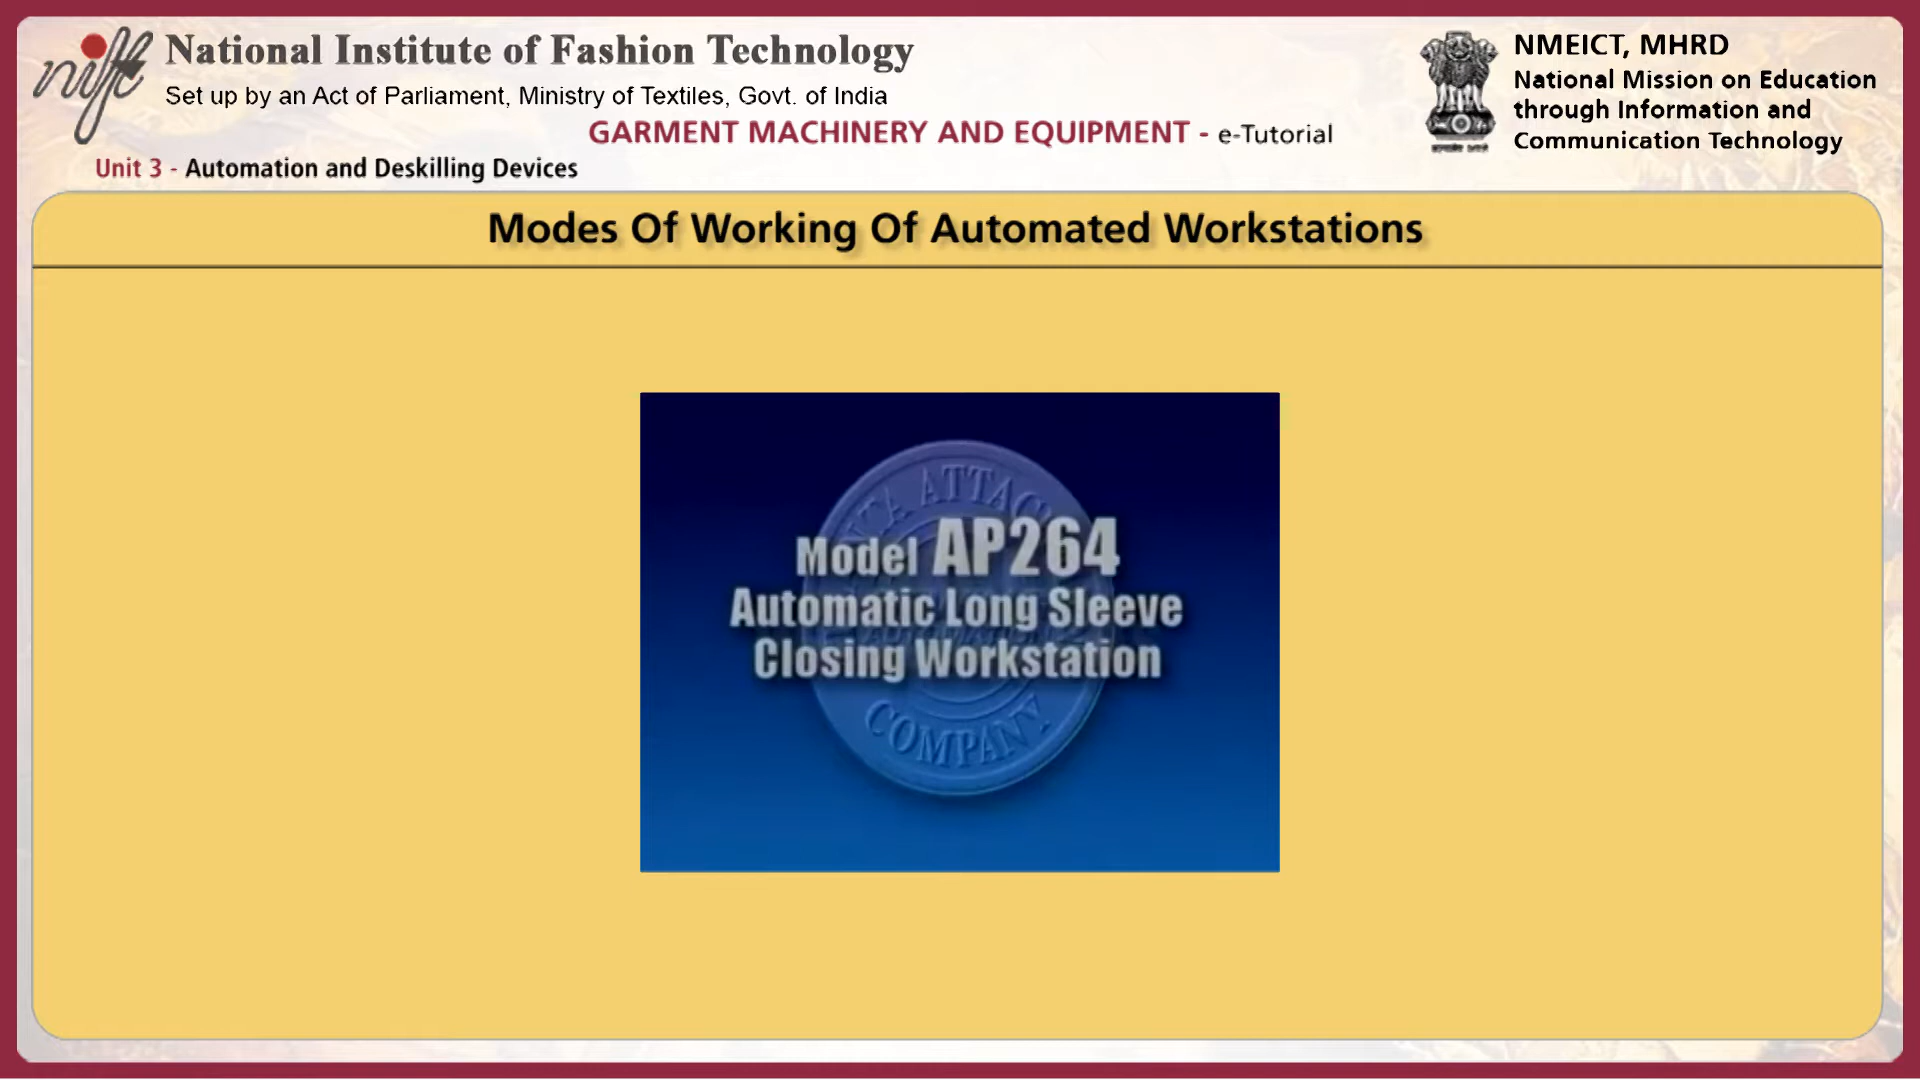 nift
National Institute of Fashion Technology
Set up by an Act of Parliament, Ministry of Textiles, Govt. of India
GARMENT MACHINERY AND EQUIPMENT - e-Tutorial
Unit 3 - Automation and Deskilling Devices
NMEICT, MHRD
National Mission on Education
through Information and
Communication Technology
Modes Of Working Of Automated Workstations
Model AP264
Automatic Long Sleeve
Closing Workstation
COMPANY